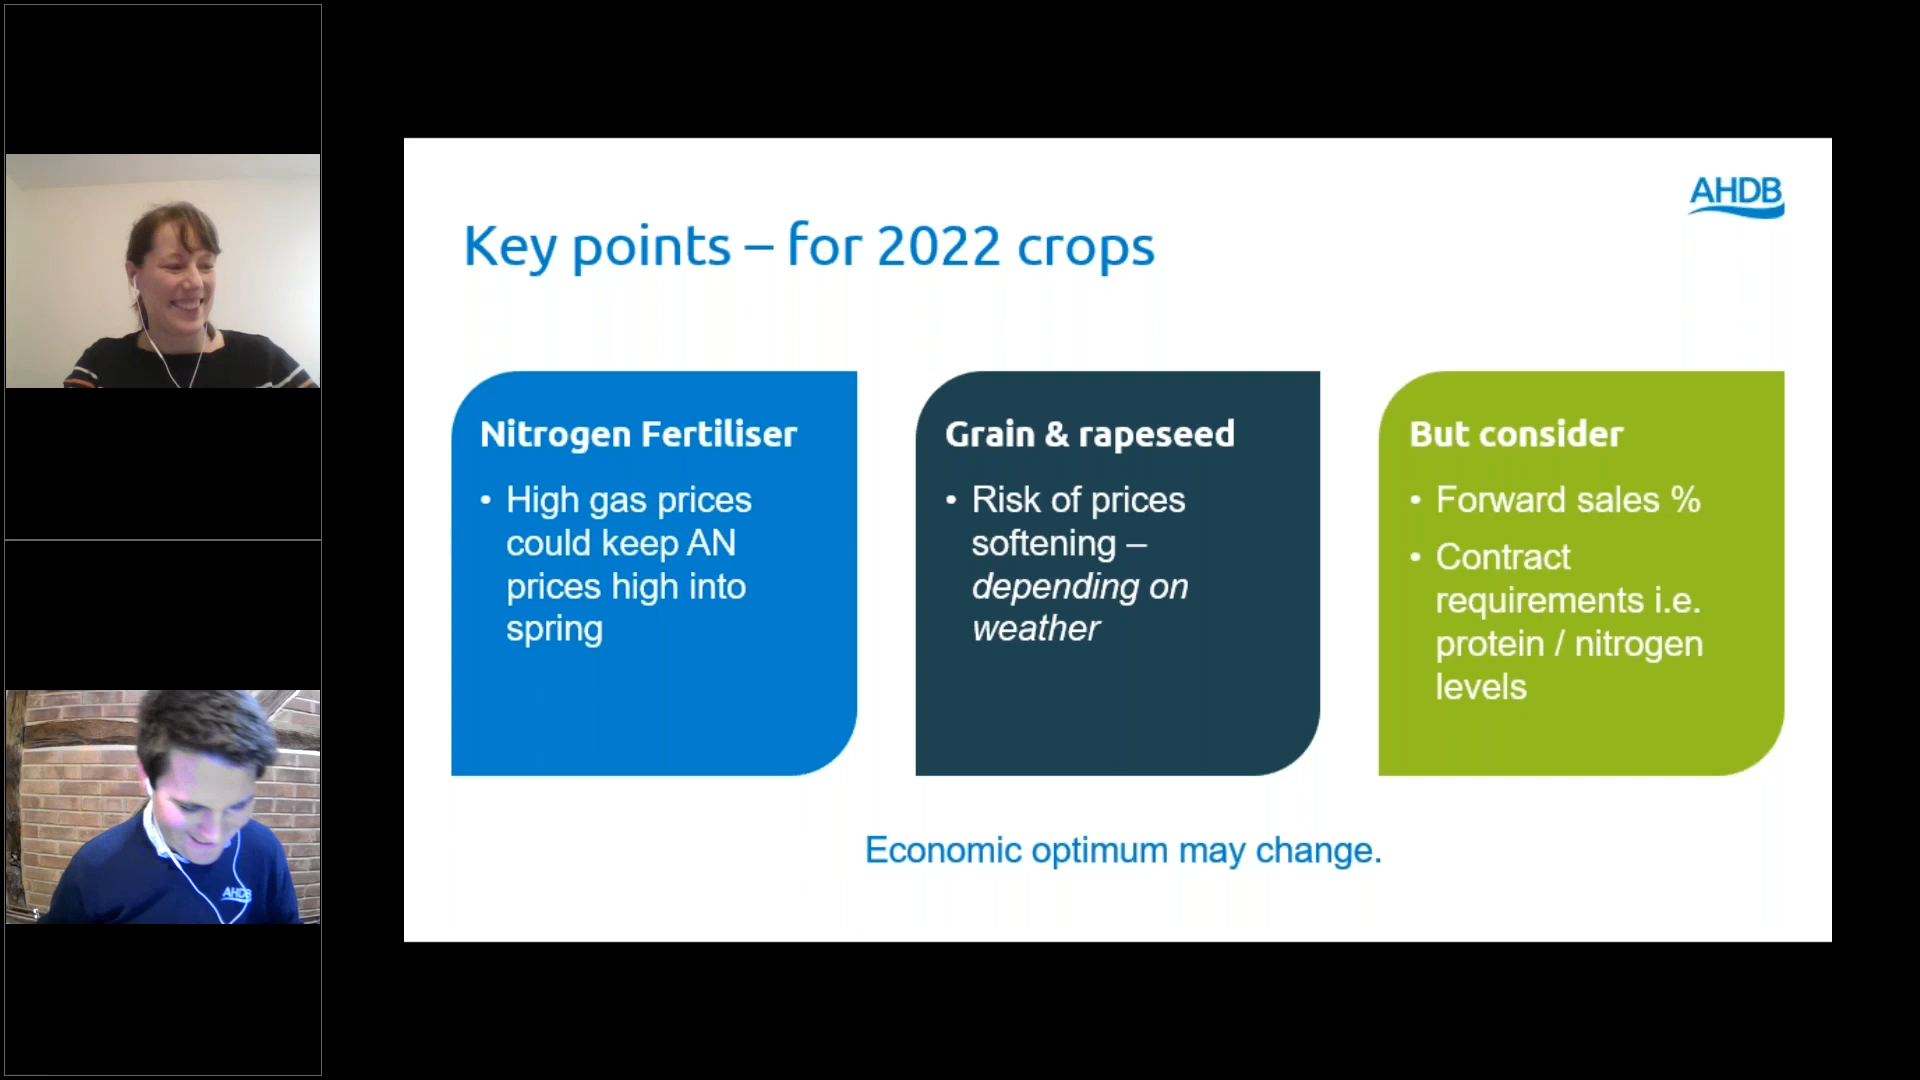 AHDB
Key points – for 2022 crops
Nitrogen Fertiliser
• High gas prices
could keep AN
prices high into
spring
Grain & rapeseed
• Risk of prices
softening –
depending on
weather
But consider
• Forward sales %
• Contract
requirements i.e.
protein / nitrogen
levels
Economic optimum may change.
AHDB